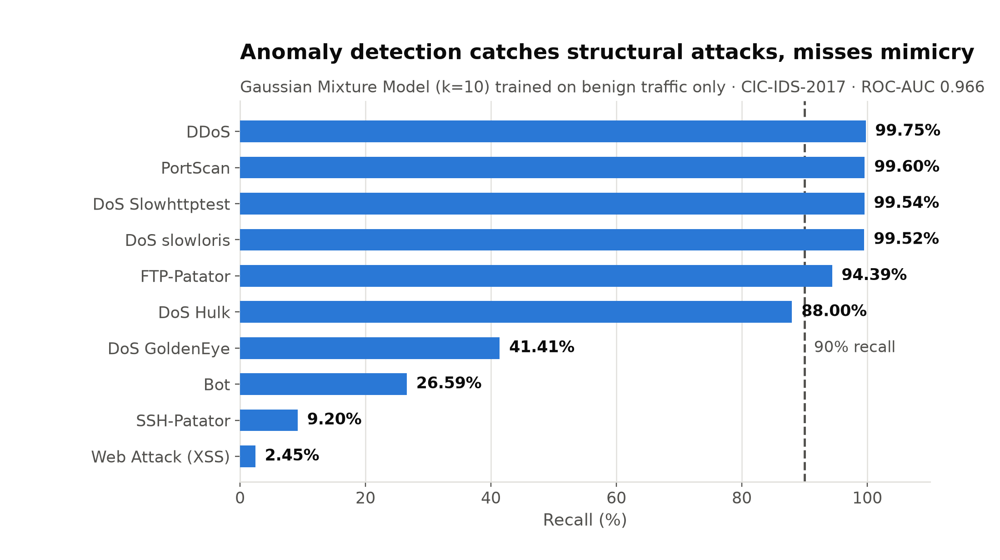 Anomaly detection catches structural attacks, misses mimicry
Gaussian Mixture Model (k=10) trained on benign traffic only · CIC-IDS-2017 · ROC-AUC 0.966
DDoS 99.75%
PortScan 99.60%
DoS Slowhttptest 99.54%
DoS slowloris 99.52%
FTP-Patator 94.39%
DoS Hulk 88.00%
DoS GoldenEye 41.41% 90% recall
Bot 26.59%
SSH-Patator 9.20%
Web Attack (XSS) 2.45%
0 20 40 60 80 100
Recall (%)